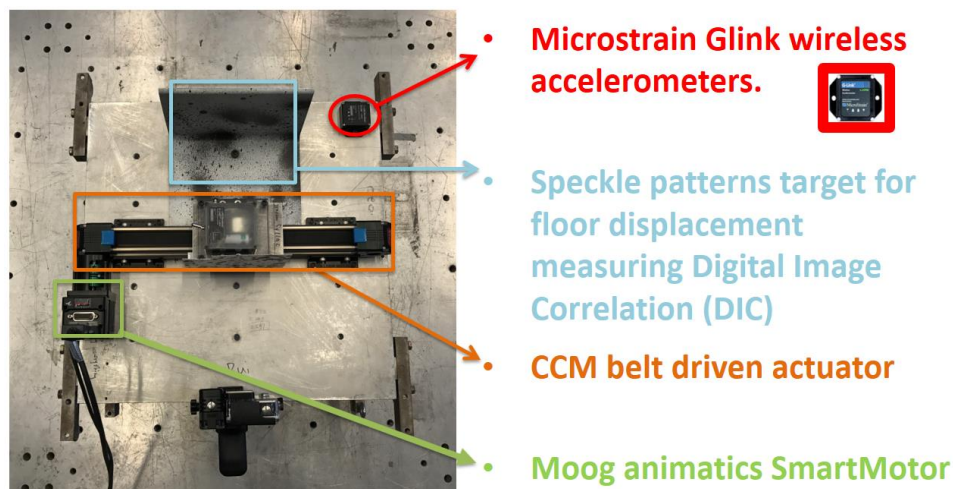 • Microstrain Glink wireless
accelerometers.
• Speckle patterns target for
floor displacement
measuring Digital Image
Correlation (DIC)
• CCM belt driven actuator
• Moog animatics SmartMotor